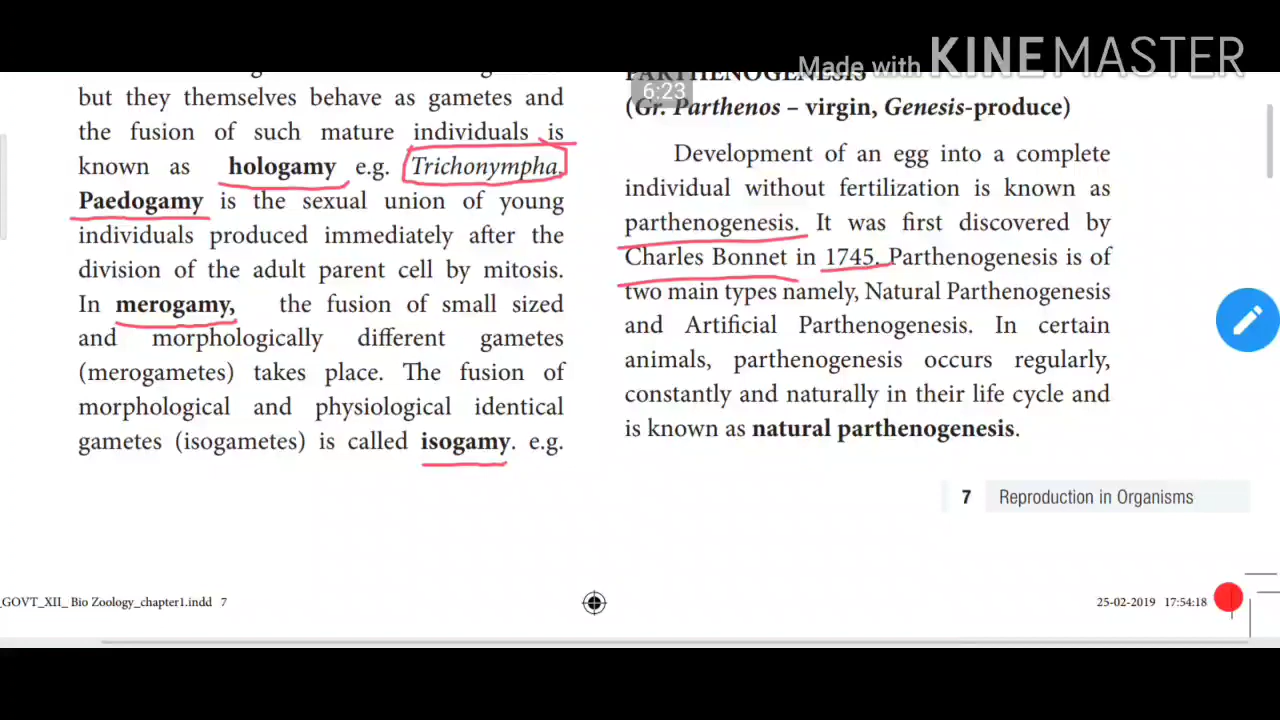 Made with KINEMASTER
6:23
but they themselves behave as gametes and
the fusion of such mature individuals is
known as hologamy e.g. Trichonympha.
Paedogamy is the sexual union of young
individuals produced immediately after the
division of the adult parent cell by mitosis.
In merogamy, the fusion of small sized
and morphologically different gametes
(merogametes) takes place. The fusion of
morphological and physiological identical
gametes (isogametes) is called isogamy. e.g.
PARTHENOGENESIS
(Gr. Parthenos – virgin, Genesis-produce)
Development of an egg into a complete
individual without fertilization is known as
parthenogenesis. It was first discovered by
Charles Bonnet in 1745. Parthenogenesis is of
two main types namely, Natural Parthenogenesis
and Artificial Parthenogenesis. In certain
animals, parthenogenesis occurs regularly,
constantly and naturally in their life cycle and
is known as natural parthenogenesis.
7 Reproduction in Organisms
_GOVT_XII_ Bio Zoology_chapter1.indd 7
25-02-2019 17:54:18